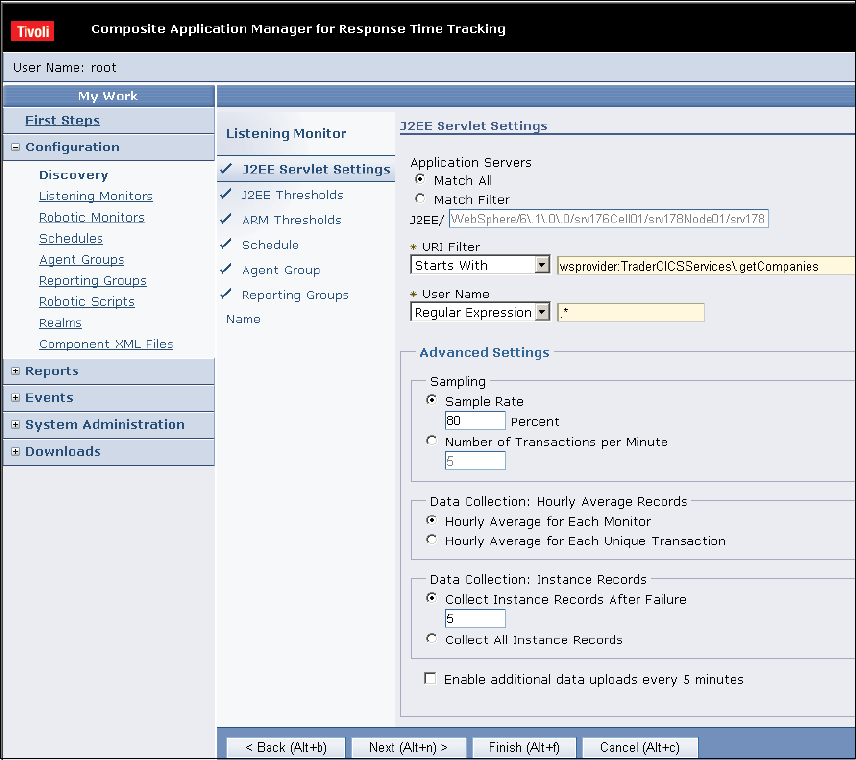 Tivoli
Composite Application Manager for Response Time Tracking
User Name: root
My Work
First Steps
Configuration
Discovery
Listening Monitors
Robotic Monitors
Schedules
Agent Groups
Reporting Groups
Robotic Scripts
Realms
Component XML Files
Reports
Events
System Administration
Downloads
Listening Monitor
J2EE Servlet Settings
J2EE Thresholds
ARM Thresholds
Schedule
Agent Group
Reporting Groups
Name
J2EE Servlet Settings
Application Servers
Match All
Match Filter
J2EE/ WebSphere/6\.1\.0\.0/srv176Cell01/srv178Node01/srv178
* URI Filter
Starts With wsprovider:TraderCICSServices\.getCompanies
* User Name
Regular Expression .*
Advanced Settings
Sampling
Sample Rate
80 Percent
Number of Transactions per Minute
5
Data Collection: Hourly Average Records
Hourly Average for Each Monitor
Hourly Average for Each Unique Transaction
Data Collection: Instance Records
Collect Instance Records After Failure
5
Collect All Instance Records
Enable additional data uploads every 5 minutes
< Back (Alt+b) Next (Alt+n) > Finish (Alt+f) Cancel (Alt+c)